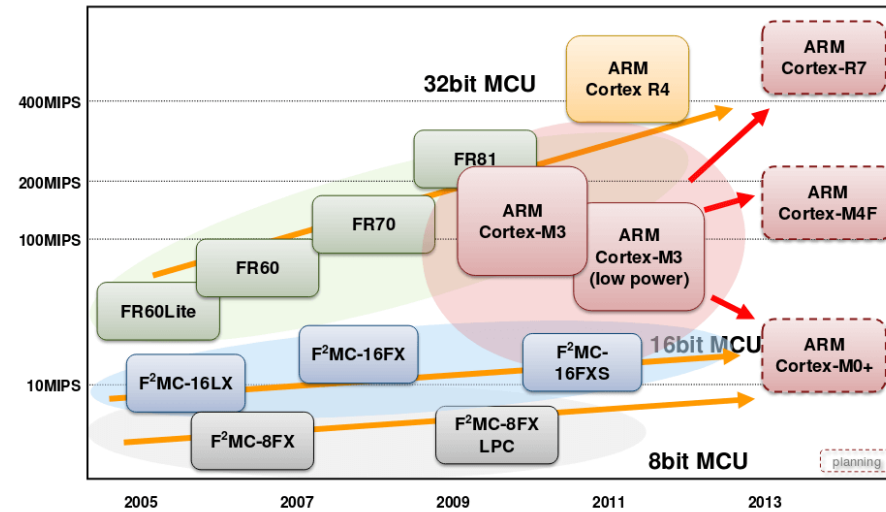 ARM
Cortex-R7
ARM
Cortex R4
32bit MCU
400MIPS
FR81
200MIPS
ARM
Cortex-M4F
ARM
Cortex-M3
FR70
100MIPS
ARM
Cortex-M3
(low power)
FR60
FR60Lite
16bit MCU
ARM
Cortex-M0+
F²MC-16FX
F²MC-
16FXS
F²MC-16LX
10MIPS
F²MC-8FX
LPC
F²MC-8FX
8bit MCU
planning
2005
2007
2009
2011
2013